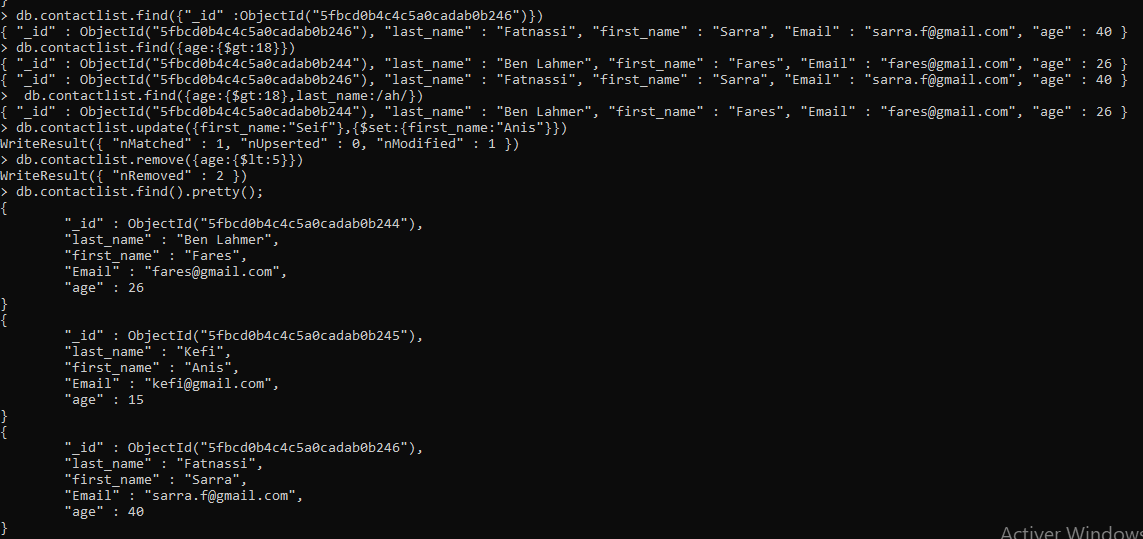 }
> db.contactlist.find({"_id" :ObjectId("5fbcd0b4c4c5a0cadab0b246")})
{ "_id" : ObjectId("5fbcd0b4c4c5a0cadab0b246"), "last_name" : "Fatnassi", "first_name" : "Sarra", "Email" : "sarra.f@gmail.com", "age" : 40 }
> db.contactlist.find({age:{$gt:18}})
{ "_id" : ObjectId("5fbcd0b4c4c5a0cadab0b244"), "last_name" : "Ben Lahmer", "first_name" : "Fares", "Email" : "fares@gmail.com", "age" : 26 }
{ "_id" : ObjectId("5fbcd0b4c4c5a0cadab0b246"), "last_name" : "Fatnassi", "first_name" : "Sarra", "Email" : "sarra.f@gmail.com", "age" : 40 }
>  db.contactlist.find({age:{$gt:18},last_name:/ah/})
{ "_id" : ObjectId("5fbcd0b4c4c5a0cadab0b244"), "last_name" : "Ben Lahmer", "first_name" : "Fares", "Email" : "fares@gmail.com", "age" : 26 }
> db.contactlist.update({first_name:"Seif"},{$set:{first_name:"Anis"}})
WriteResult({ "nMatched" : 1, "nUpserted" : 0, "nModified" : 1 })
> db.contactlist.remove({age:{$lt:5}})
WriteResult({ "nRemoved" : 2 })
> db.contactlist.find().pretty();
{
        "_id" : ObjectId("5fbcd0b4c4c5a0cadab0b244"),
        "last_name" : "Ben Lahmer",
        "first_name" : "Fares",
        "Email" : "fares@gmail.com",
        "age" : 26
}
{
        "_id" : ObjectId("5fbcd0b4c4c5a0cadab0b245"),
        "last_name" : "Kefi",
        "first_name" : "Anis",
        "Email" : "kefi@gmail.com",
        "age" : 15
}
{
        "_id" : ObjectId("5fbcd0b4c4c5a0cadab0b246"),
        "last_name" : "Fatnassi",
        "first_name" : "Sarra",
        "Email" : "sarra.f@gmail.com",
        "age" : 40
}
Activer Windows